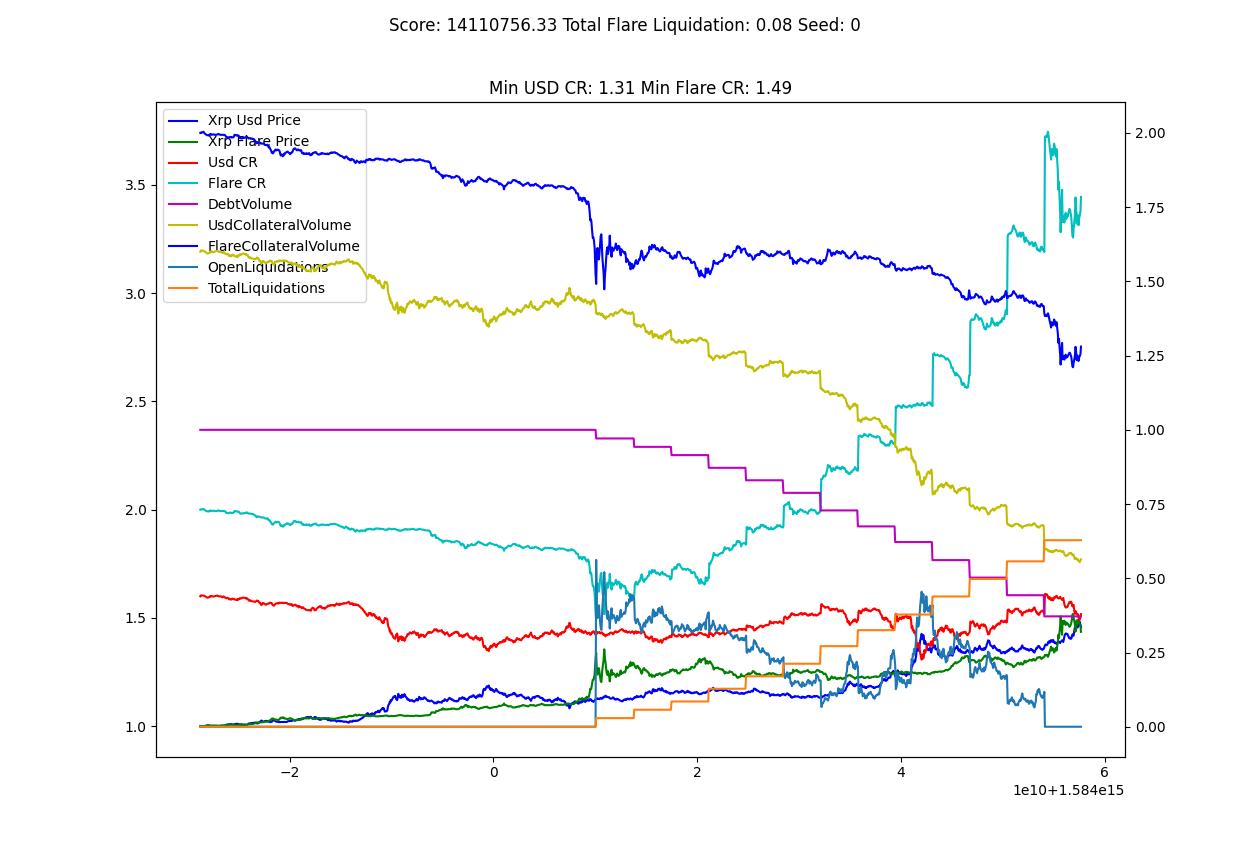 Score: 14110756.33 Total Flare Liquidation: 0.08 Seed: 0
Min USD CR: 1.31 Min Flare CR: 1.49
Xrp Usd Price
Xrp Flare Price
Usd CR
Flare CR
DebtVolume
UsdCollateralVolume
FlareCollateralVolume
OpenLiquidations
TotalLiquidations
3.5
3.0
2.5
2.0
1.5
1.0
2.00
1.75
1.50
1.25
1.00
0.75
0.50
0.25
0.00
−2
0
2
4
6
1e10+1.584e15